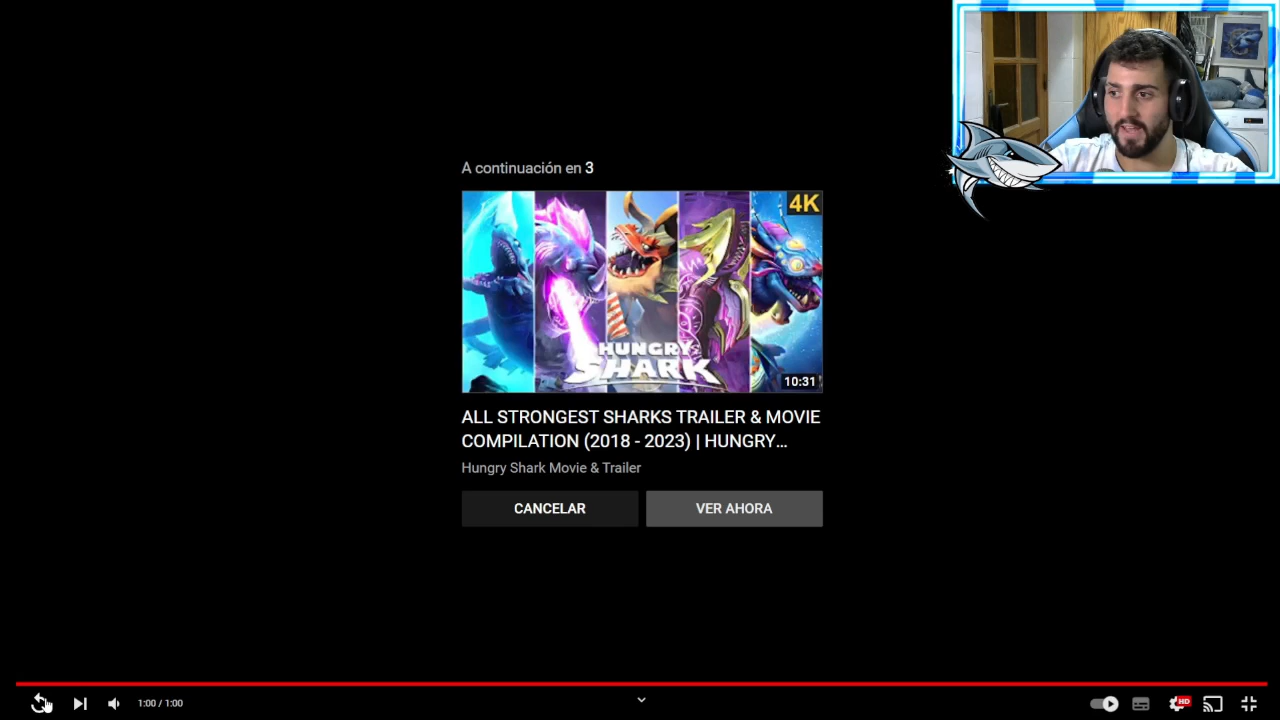 A continuación en 3
4K
HUNGRY
SHARK
10:31
ALL STRONGEST SHARKS TRAILER & MOVIE
COMPILATION (2018 - 2023) | HUNGRY...
Hungry Shark Movie & Trailer
CANCELAR
VER AHORA
1:00 / 1:00
HD